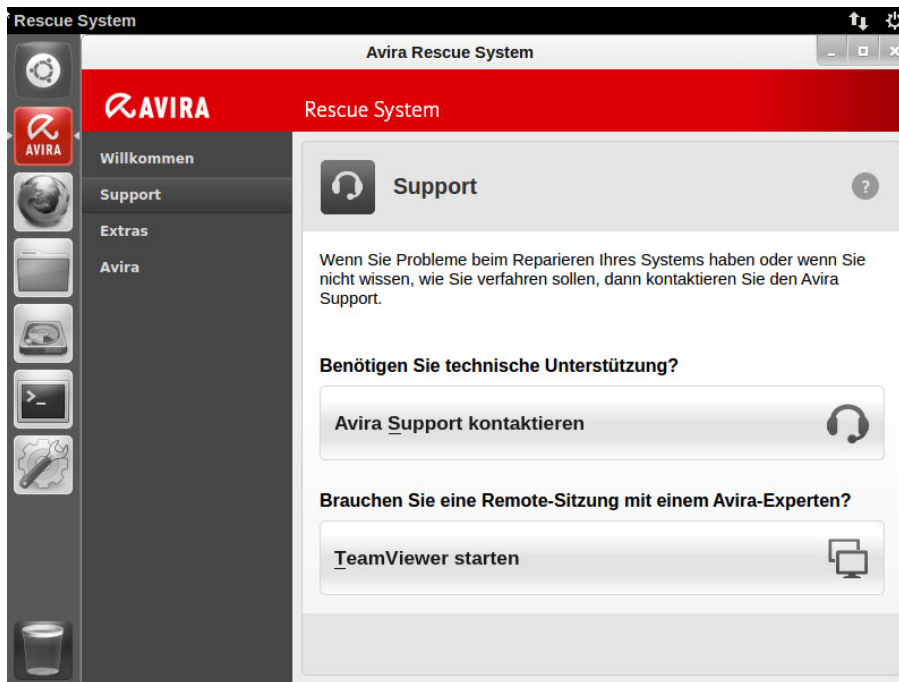 Rescue System
Avira Rescue System
AVIRA
Rescue System
AVIRA
Willkommen
Support
Extras
Avira
Support
?
Wenn Sie Probleme beim Reparieren Ihres Systems haben oder wenn Sie
nicht wissen, wie Sie verfahren sollen, dann kontaktieren Sie den Avira
Support.
Benötigen Sie technische Unterstützung?
Avira Support kontaktieren
Brauchen Sie eine Remote-Sitzung mit einem Avira-Experten?
TeamViewer starten
>_